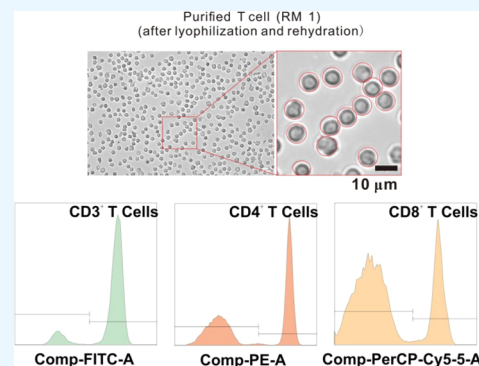 Purified T cell (RM 1)
(after lyophilization and rehydration)
10 μm
CD3⁺ T Cells
CD4⁺ T Cells
CD8⁺ T Cells
Comp-FITC-A
Comp-PE-A
Comp-PerCP-Cy5-5-A